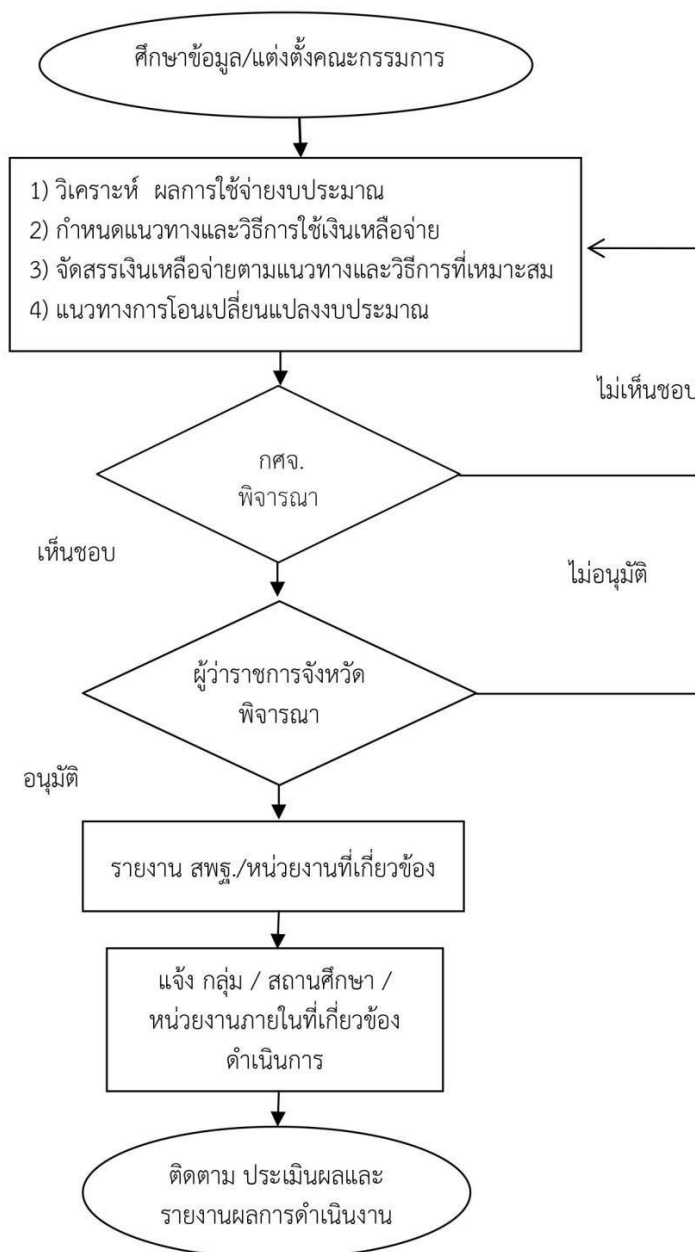 ศึกษาข้อมูล/แต่งตั้งคณะกรรมการ
1) วิเคราะห์ ผลการใช้จ่ายงบประมาณ
2) กำหนดแนวทางและวิธีการใช้เงินเหลือจ่าย
3) จัดสรรเงินเหลือจ่ายตามแนวทางและวิธีการที่เหมาะสม
4) แนวทางการโอนเปลี่ยนแปลงงบประมาณ
ไม่เห็นชอบ
กศจ.
พิจารณา
เห็นชอบ
ไม่อนุมัติ
ผู้ว่าราชการจังหวัด
พิจารณา
อนุมัติ
รายงาน สพฐ./หน่วยงานที่เกี่ยวข้อง
แจ้ง กลุ่ม / สถานศึกษา /
หน่วยงานภายในที่เกี่ยวข้อง
ดำเนินการ
ติดตาม ประเมินผลและ
รายงานผลการดำเนินงาน